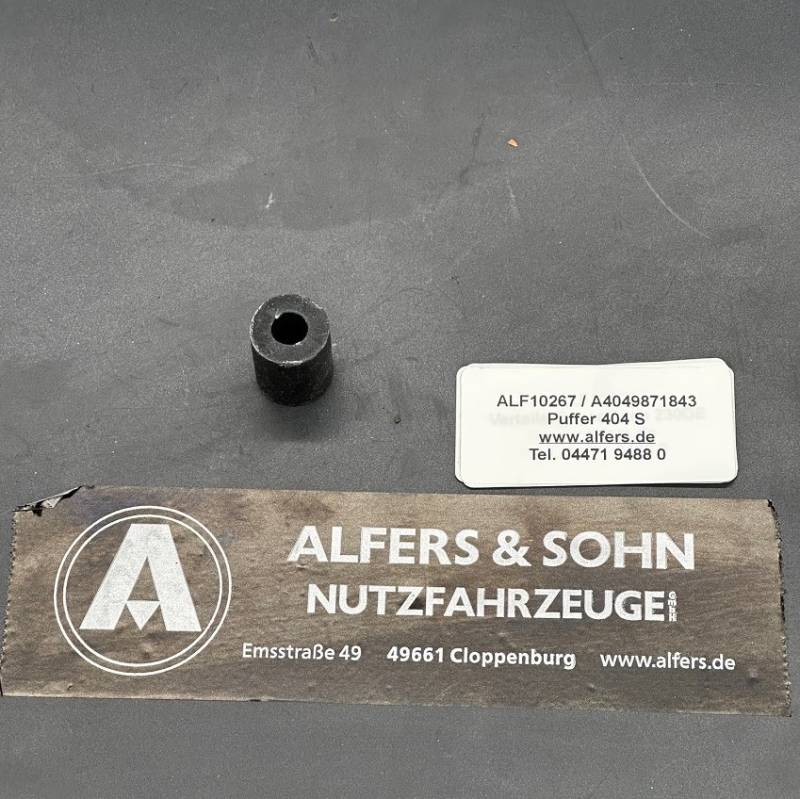 ALF10267 / A4049871843
Puffer 404 S
www.alfers.de
Tel. 04471 9488 0
A
ALFERS & SOHN
NUTZFAHRZEUGE GmbH
Emsstraße 49 49661 Cloppenburg www.alfers.de